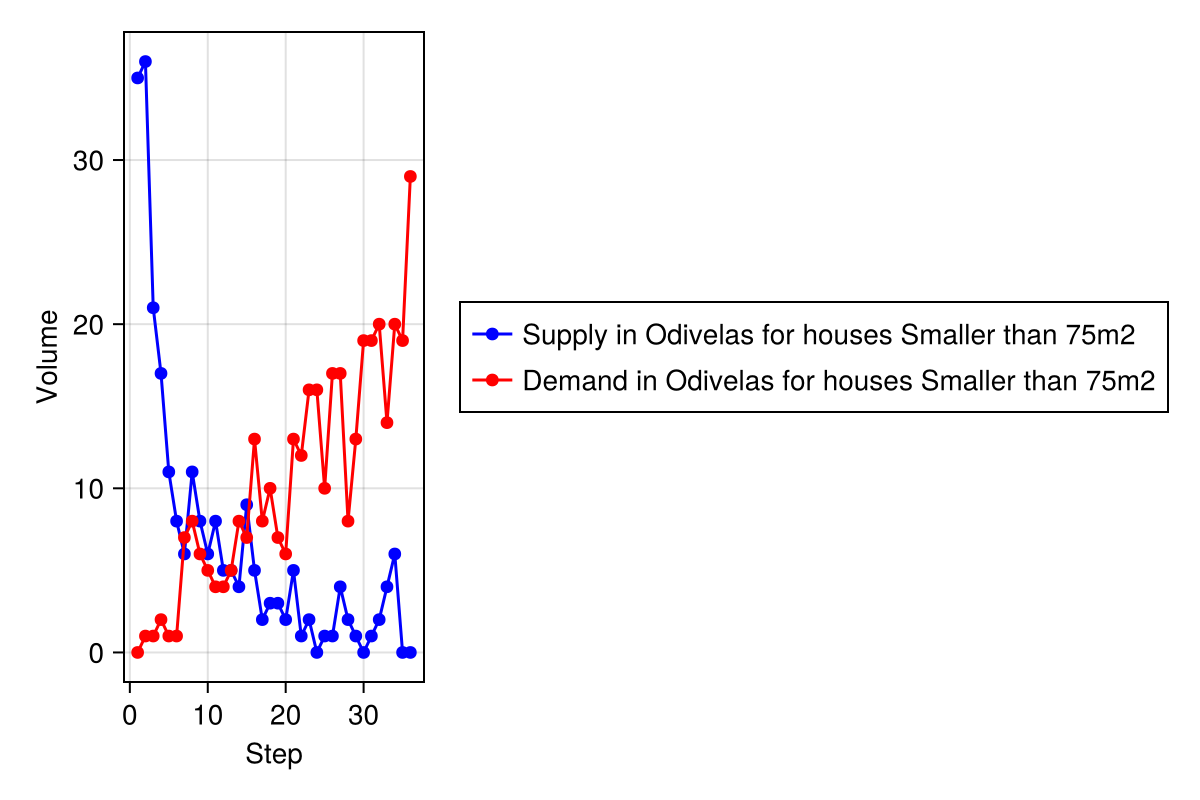 Volume
30
20
10
0
0 10 20 30
Step
Supply in Odivelas for houses Smaller than 75m2
Demand in Odivelas for houses Smaller than 75m2